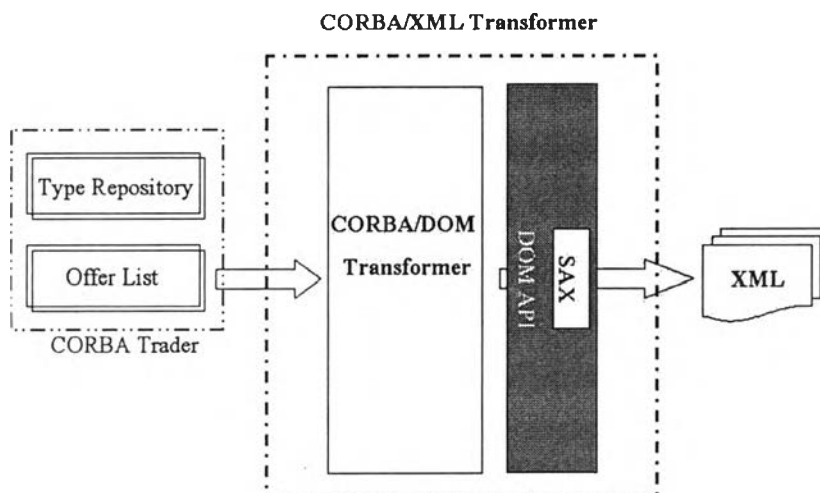 CORBA/XML Transformer
Type Repository
Offer List
CORBA Trader
CORBA/DOM
Transformer
DOM API
SAX
XML